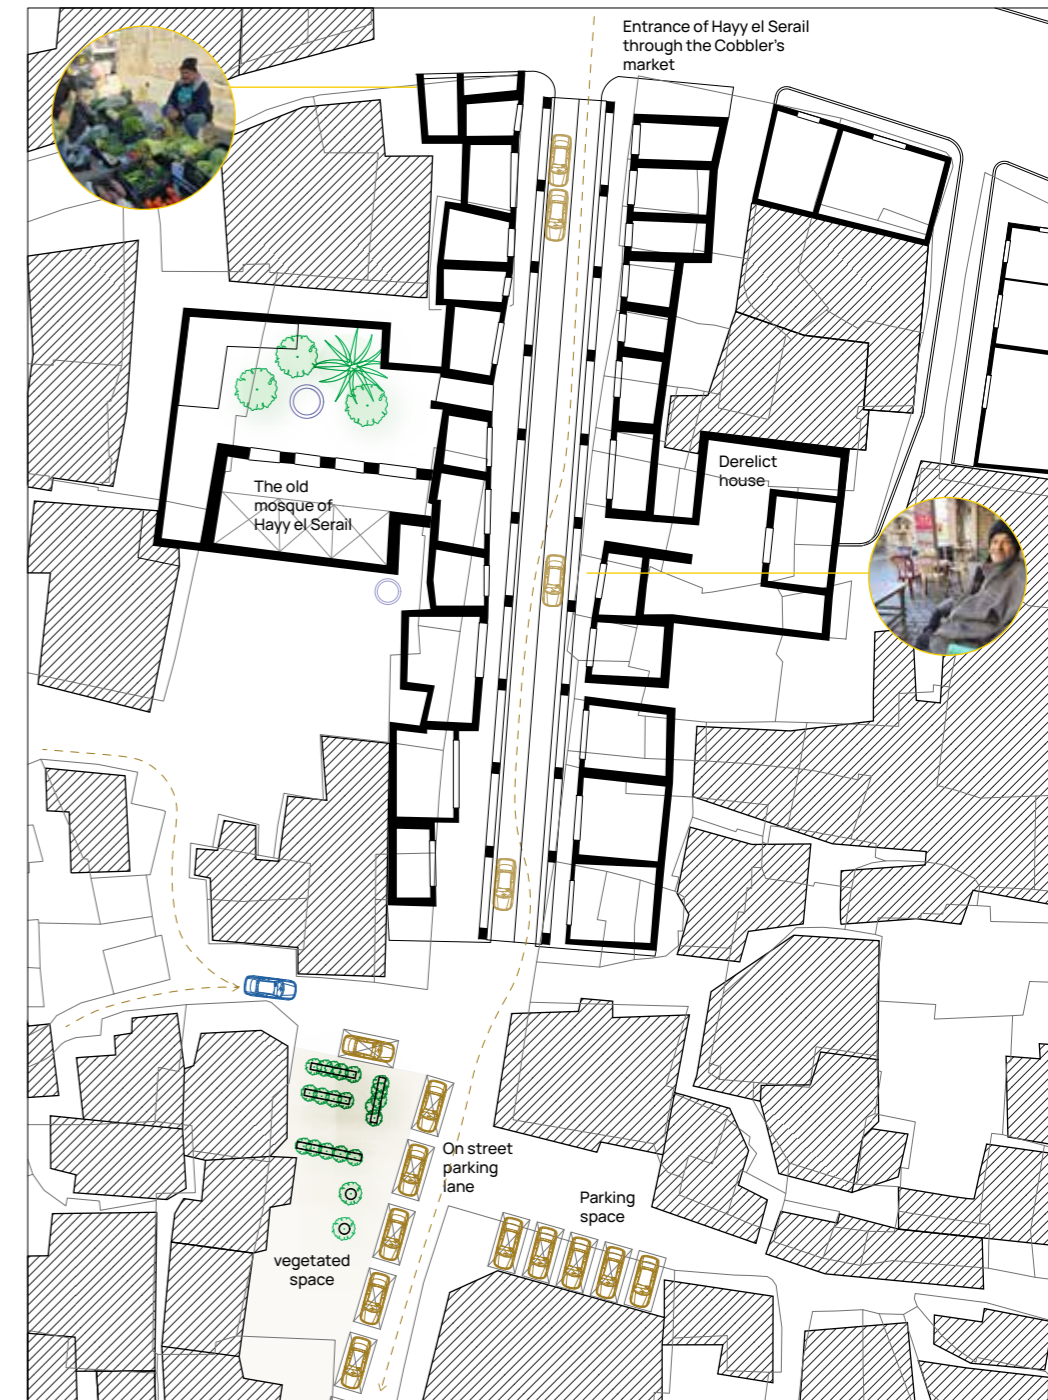 Entrance of Hayy el Serail
through the Cobbler's
market
Derelict
house
The old
mosque of
Hayy el Serail
On street
parking
lane
Parking
space
vegetated
space